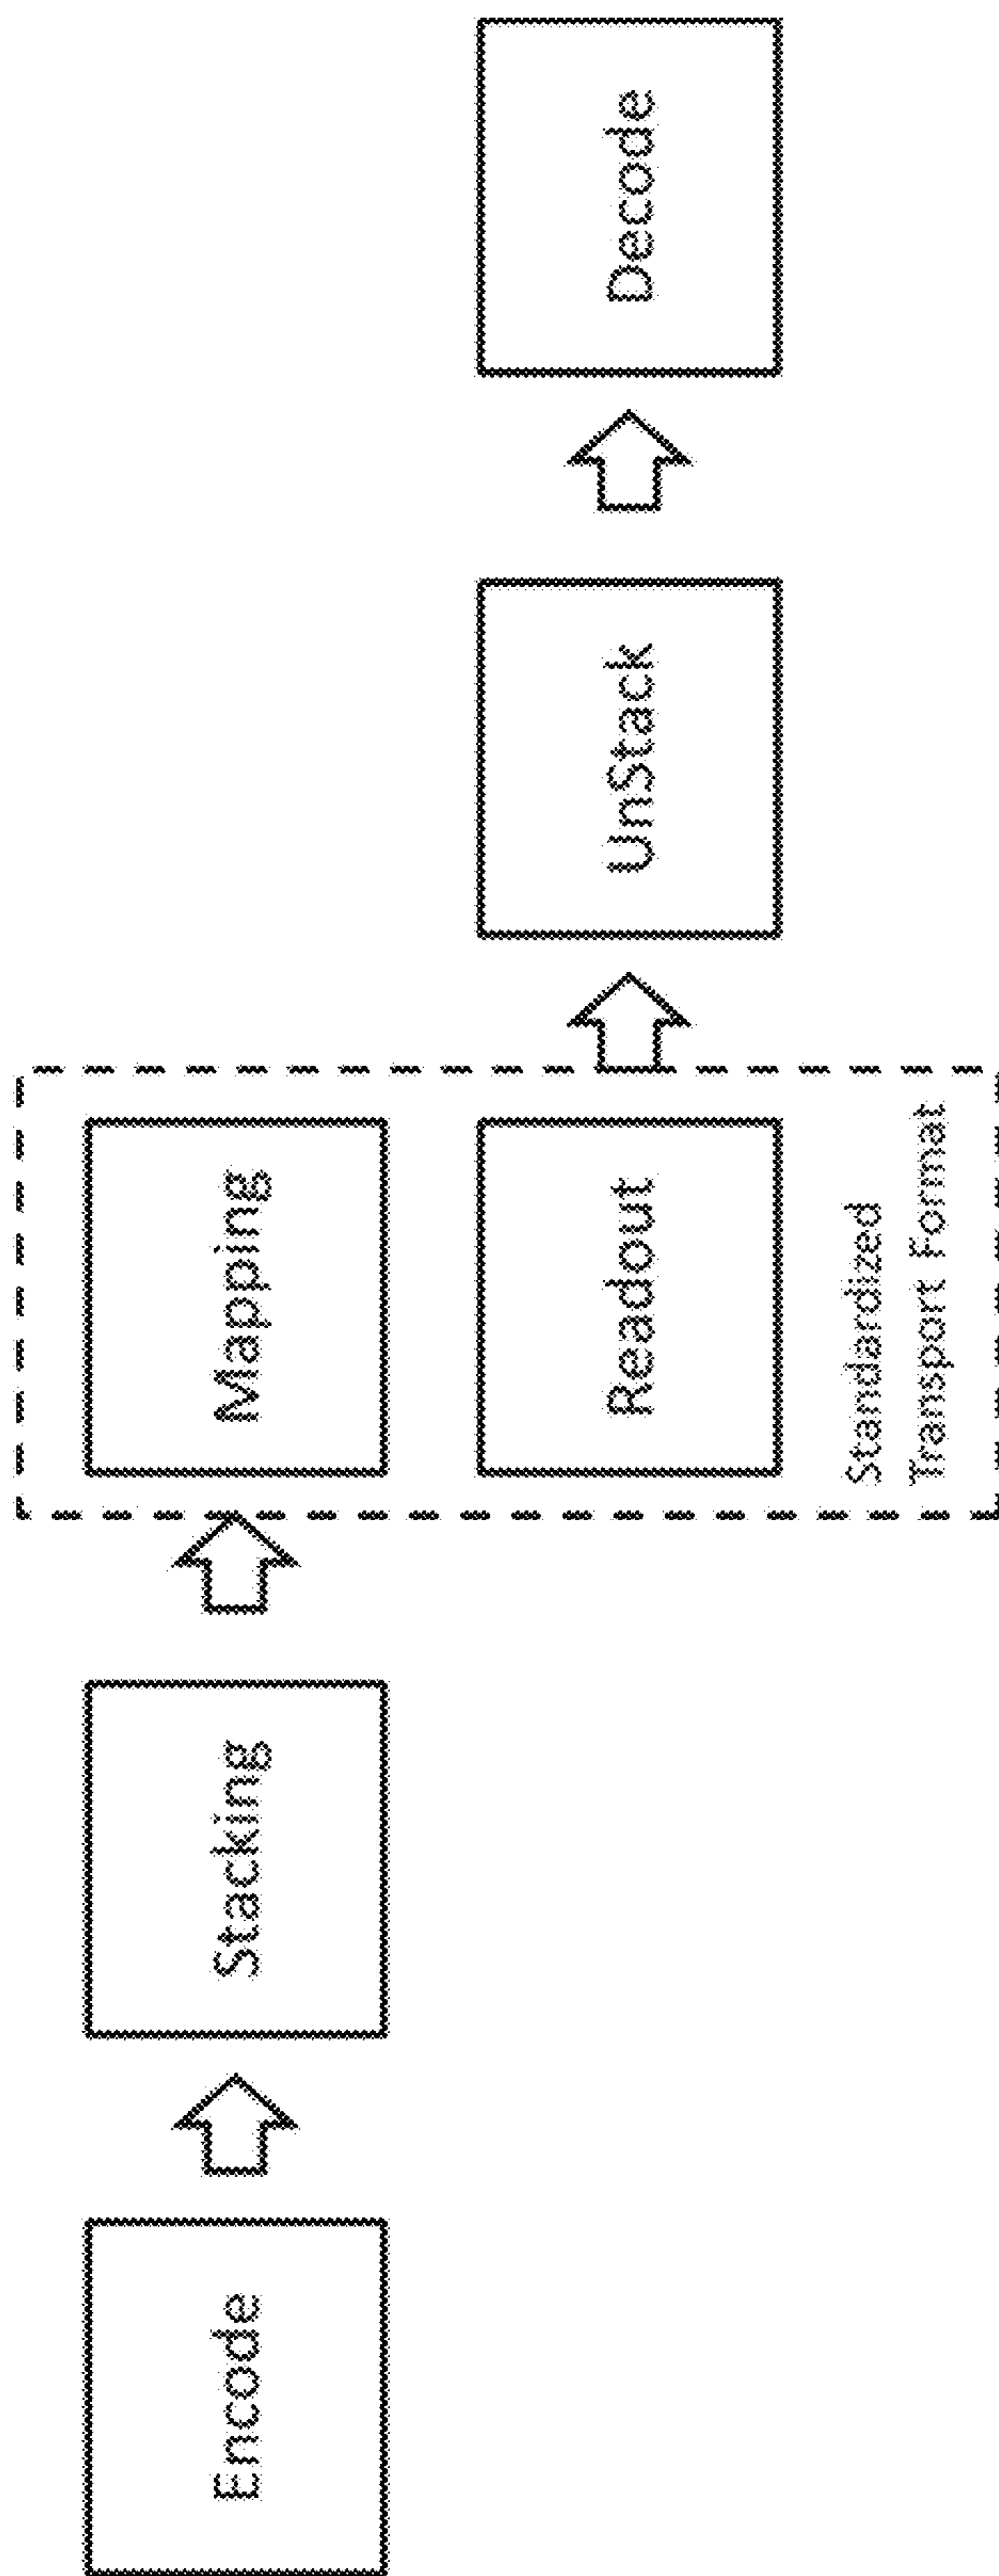 Encode
Stacking
Mapping
Readout
Standardized
Transport Format
UnStack
Decode